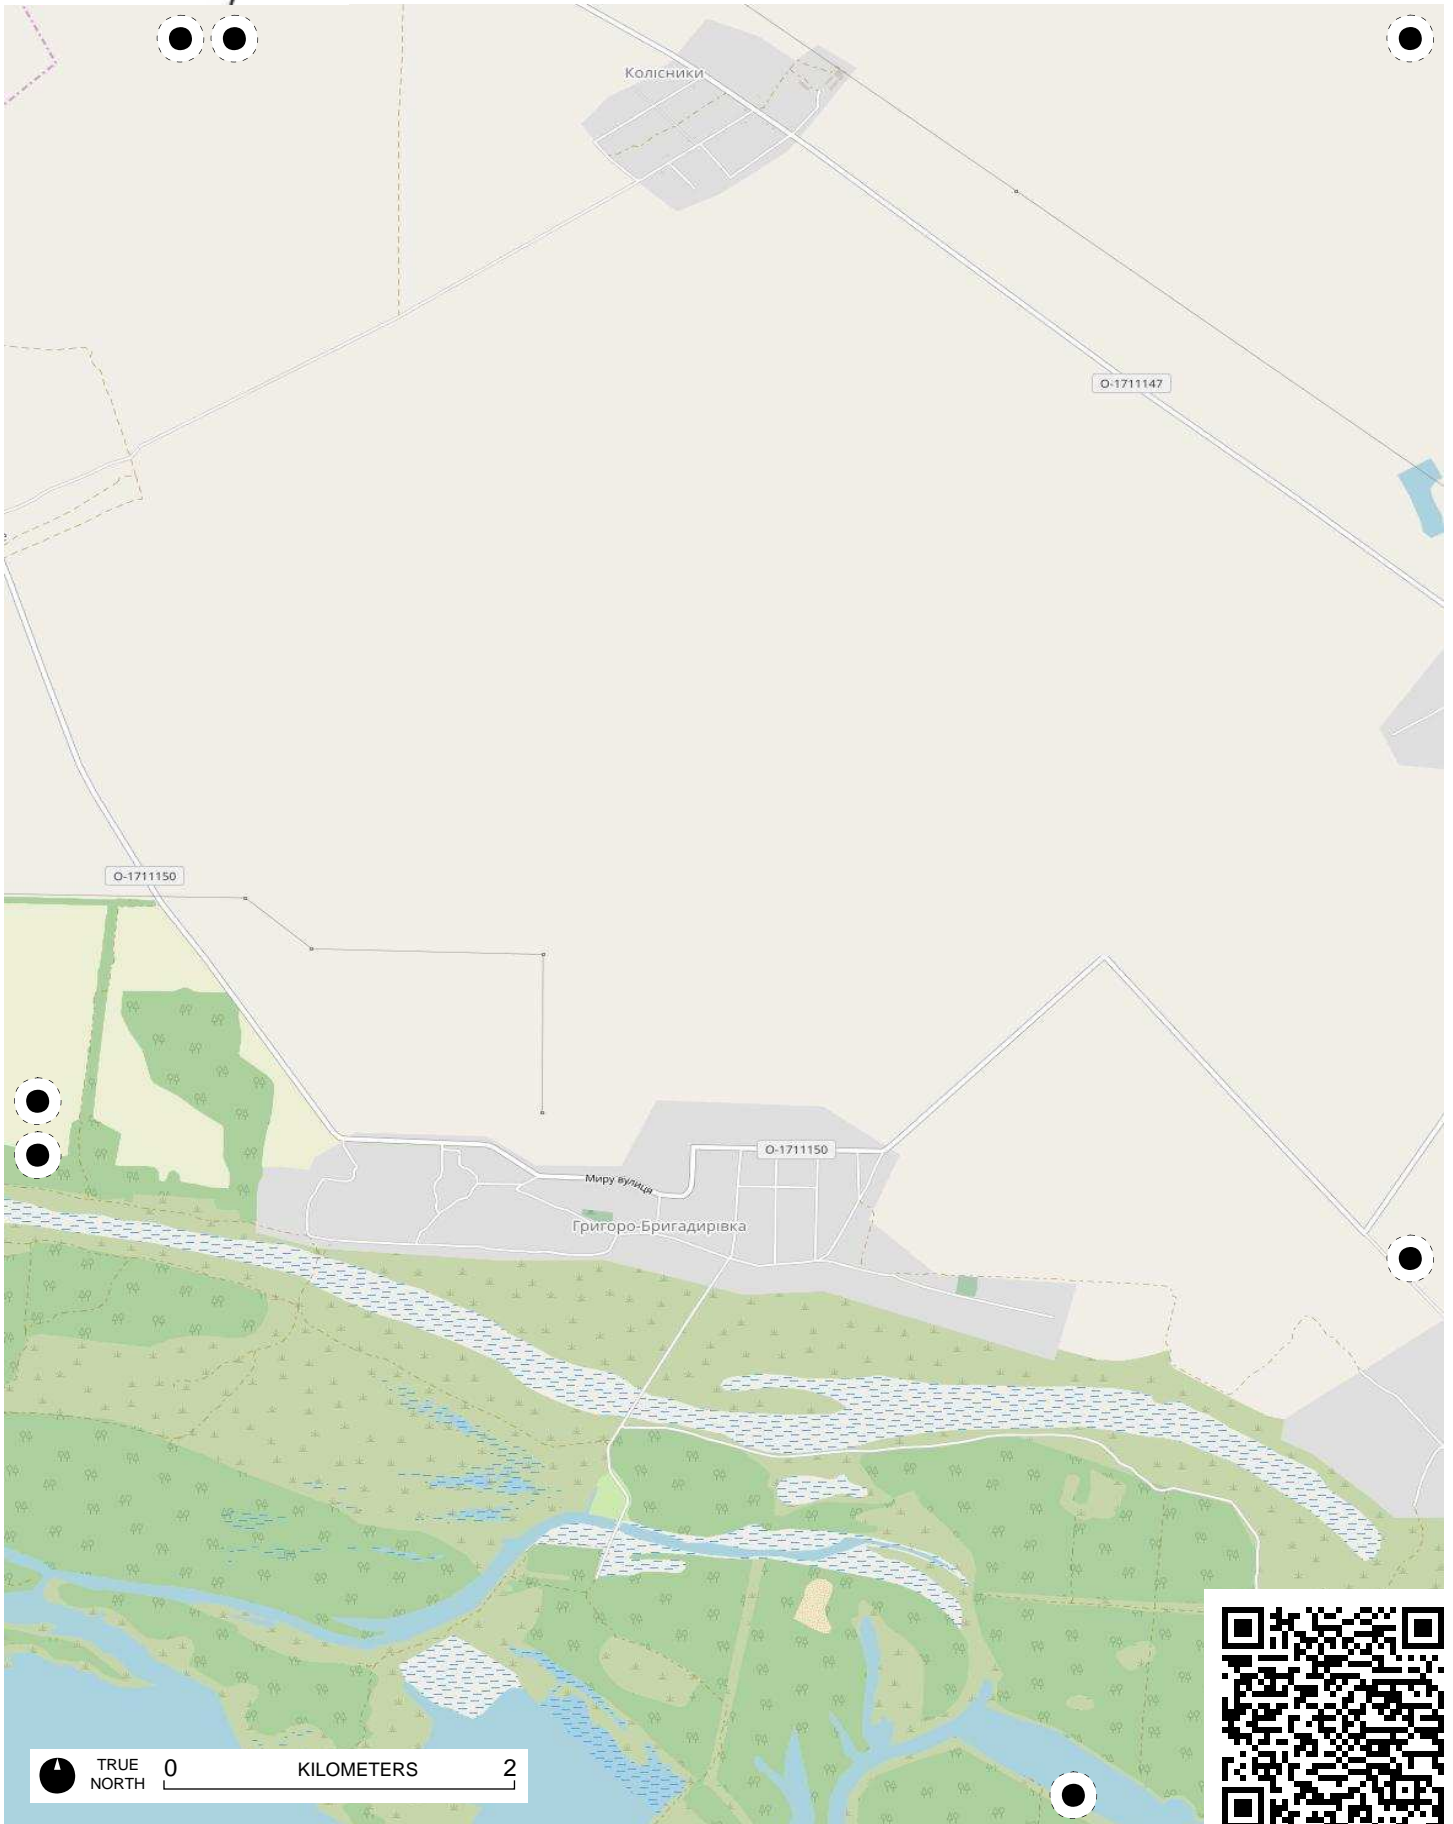 Колісники
О-1711147
О-1711150
О-1711150
Миру вулиця
Григоро-Бригадирівка
TRUE NORTH
0 KILOMETERS 2